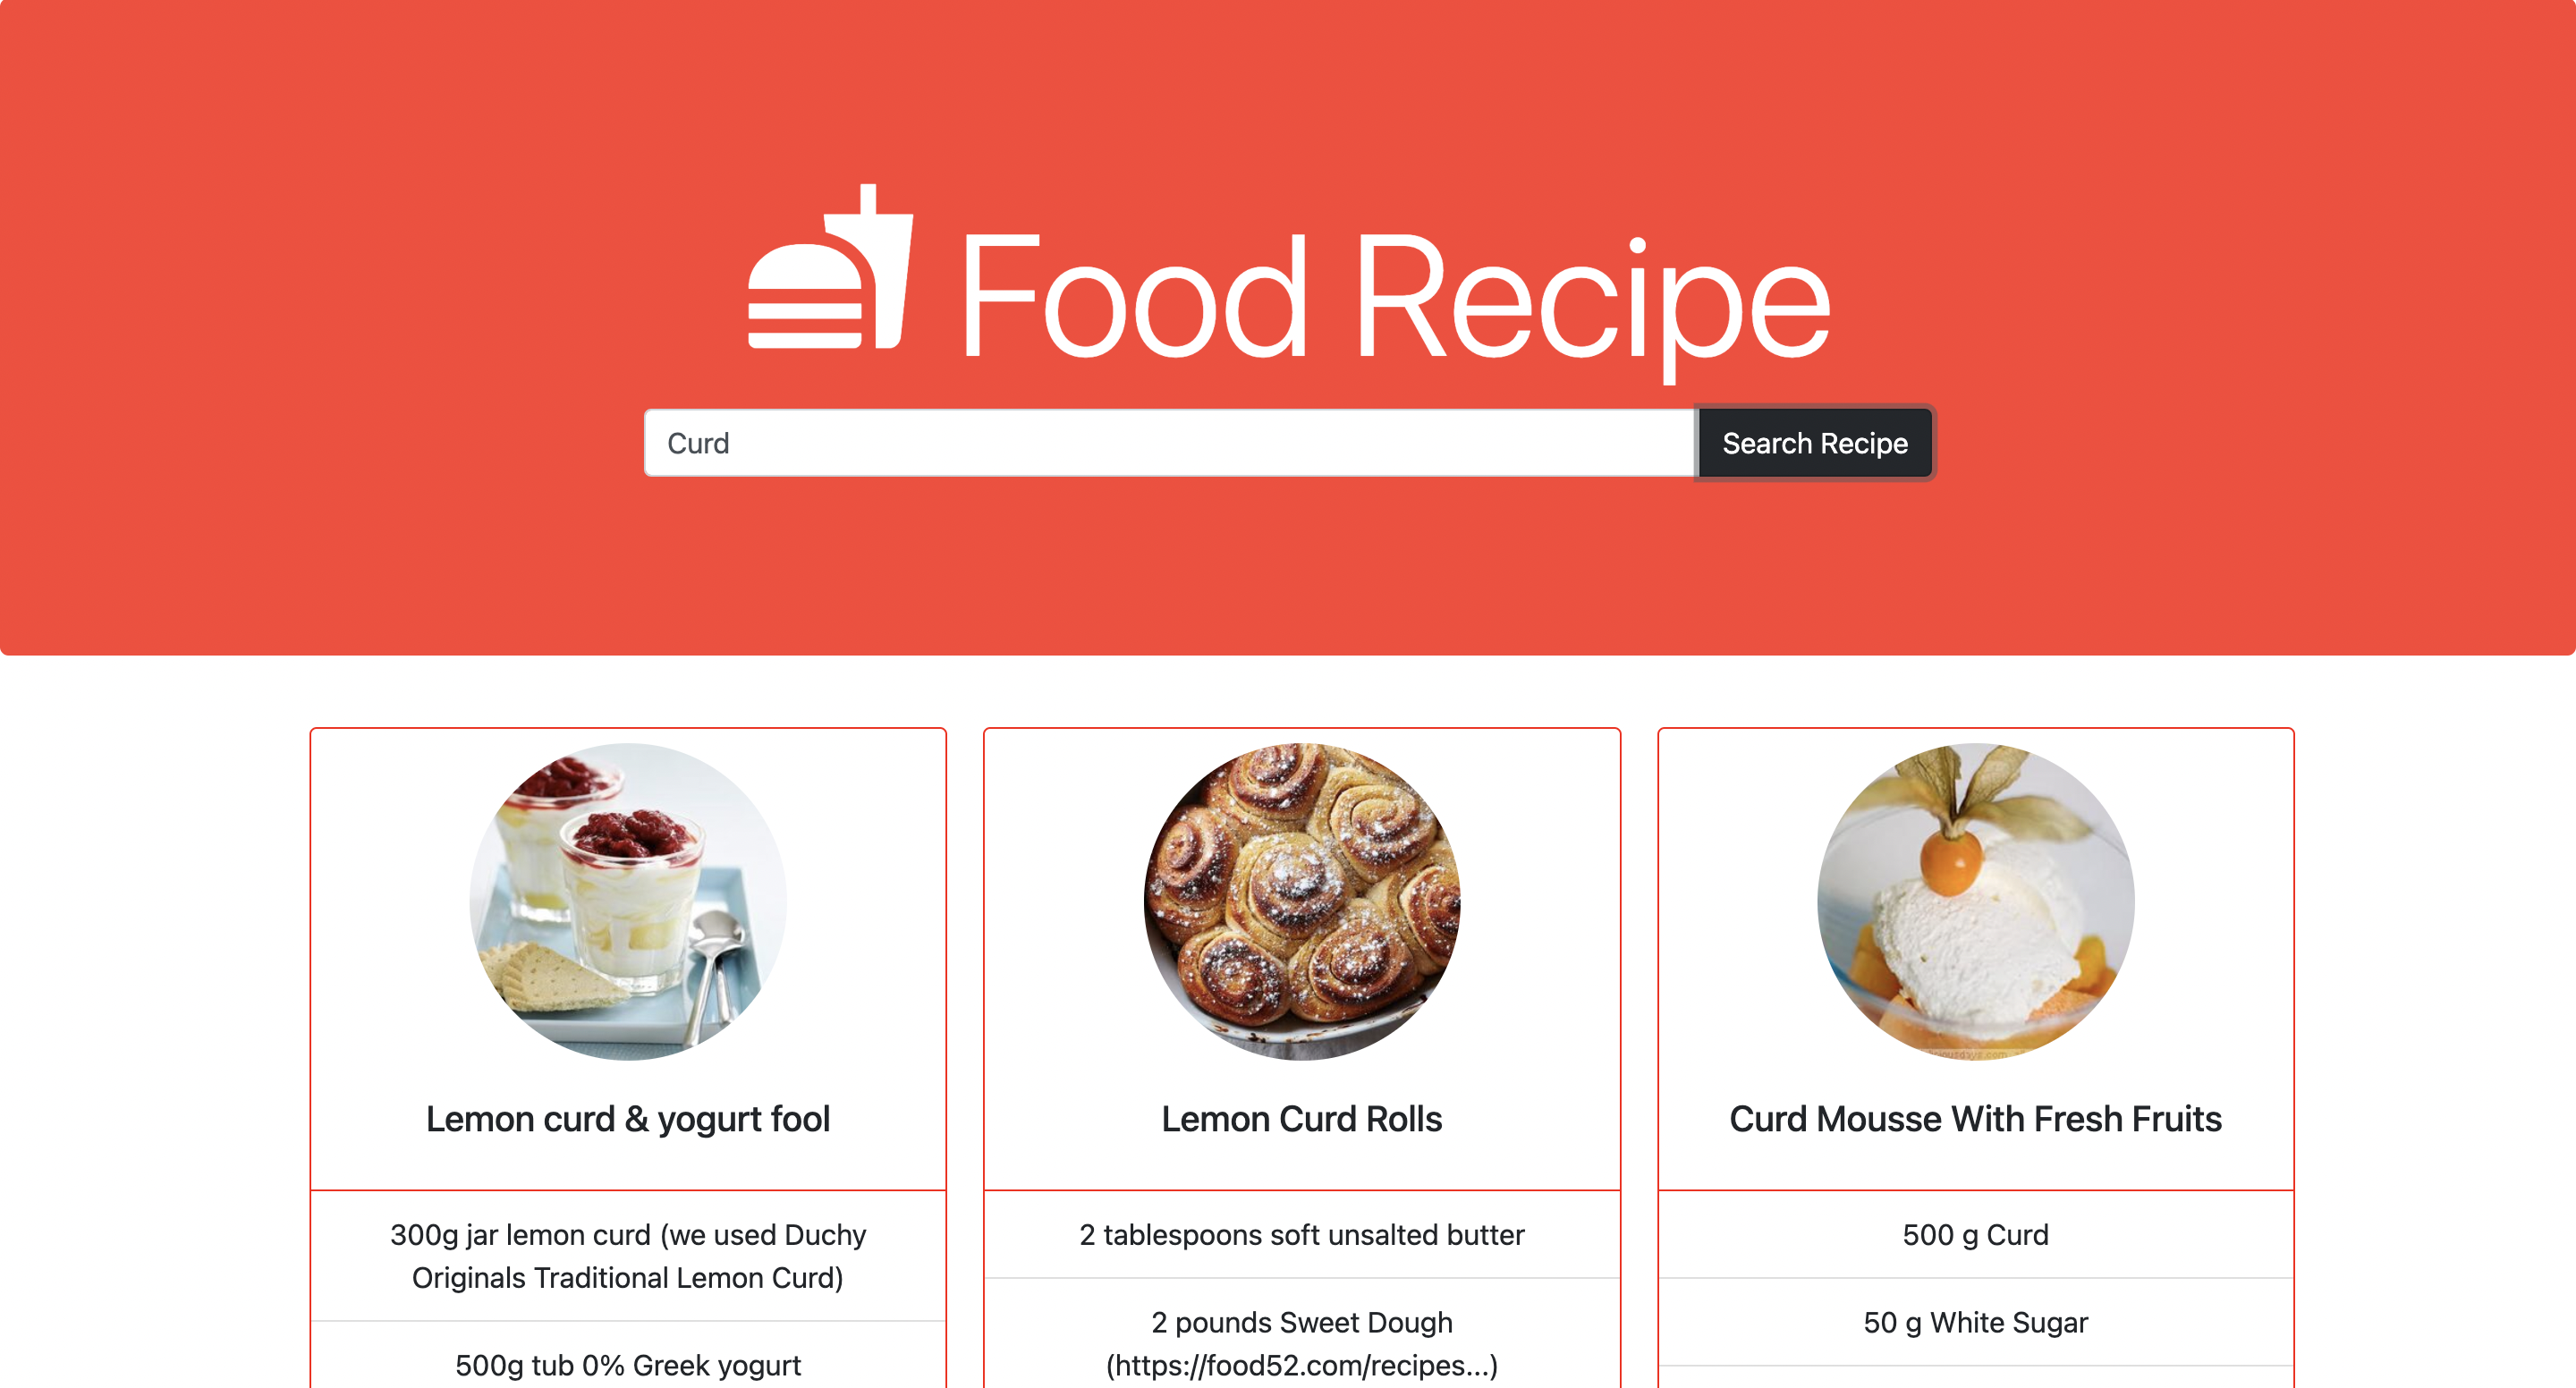 Food Recipe
Curd
Search Recipe
Lemon curd & yogurt fool
300g jar lemon curd (we used Duchy
Originals Traditional Lemon Curd)
500g tub 0% Greek yogurt
Lemon Curd Rolls
2 tablespoons soft unsalted butter
2 pounds Sweet Dough
(https://food52.com/recipes...)
Curd Mousse With Fresh Fruits
500 g Curd
50 g White Sugar